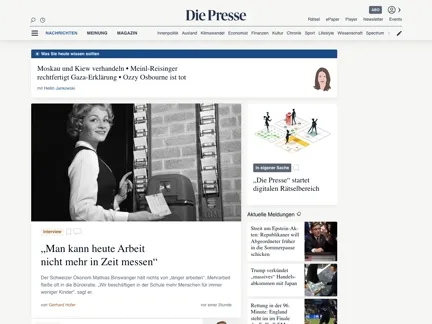 Die Presse
ABO
Rätsel ePaper Player Newsletter Events
NACHRICHTEN MEINUNG MAGAZIN
Innenpolitik Ausland Klimawandel Economist Finanzen Kultur Chronik Sport Lifestyle Wissenschaft Spectrum
Was Sie heute wissen sollten
Moskau und Kiew verhandeln • Meinl-Reisinger
rechtfertigt Gaza-Erklärung • Ozzy Osbourne ist tot
Interview
„Man kann heute Arbeit
nicht mehr in Zeit messen“
Der Schweizer Ökonom Mathias Binswanger hält nichts von „länger arbeiten“. Mehrarbeit
fließe oft in die Bürokratie. „Wir beschäftigen in der Schule mehr Menschen für immer
weniger Kinder“, sagt er.
von Gerhard Hofer
vor einer Stunde
In eigener Sache
„Die Presse“ startet
digitalen Rätselbereich
Aktuelle Meldungen
Streit um Epstein-Ak-
ten: Republikaner will
Abgeordneter früher
in die Sommerpause
schicken
Trump verkündet
„massives“ Handels-
abkommen mit Japan
Rettung in der 96.
Minute: England
steht im Finale